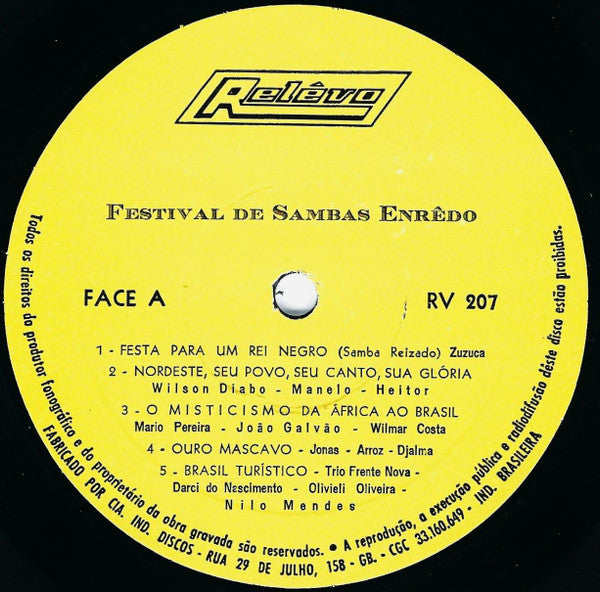 Relêvo
FESTIVAL DE SAMBAS ENRÊDO
FACE A
RV 207
1 - FESTA PARA UM REI NEGRO (Samba Reizado) Zuzuca
2 - NORDESTE, SEU POVO, SEU CANTO, SUA GLÓRIA
Wilson Diabo - Manelo - Heitor
3 - O MISTICISMO DA ÁFRICA AO BRASIL
Mario Pereira - João Galvão - Wilmar Costa
4 - OURO MASCAVO - Jonas - Arroz - Djalma
5 - BRASIL TURÍSTICO - Trio Frente Nova -
Darci do Nascimento - Olivieli Oliveira -
Nilo Mendes
Todos os direitos do produtor fonográfico e do proprietário da obra gravada são reservados. • A reprodução, a execução pública e radiodifusão dêste disco estão proibidas.
FABRICADO POR CIA. IND. DISCOS - RUA 29 DE JULHO, 158 - GB. - CGC 33.160.649 - IND. BRASILEIRA